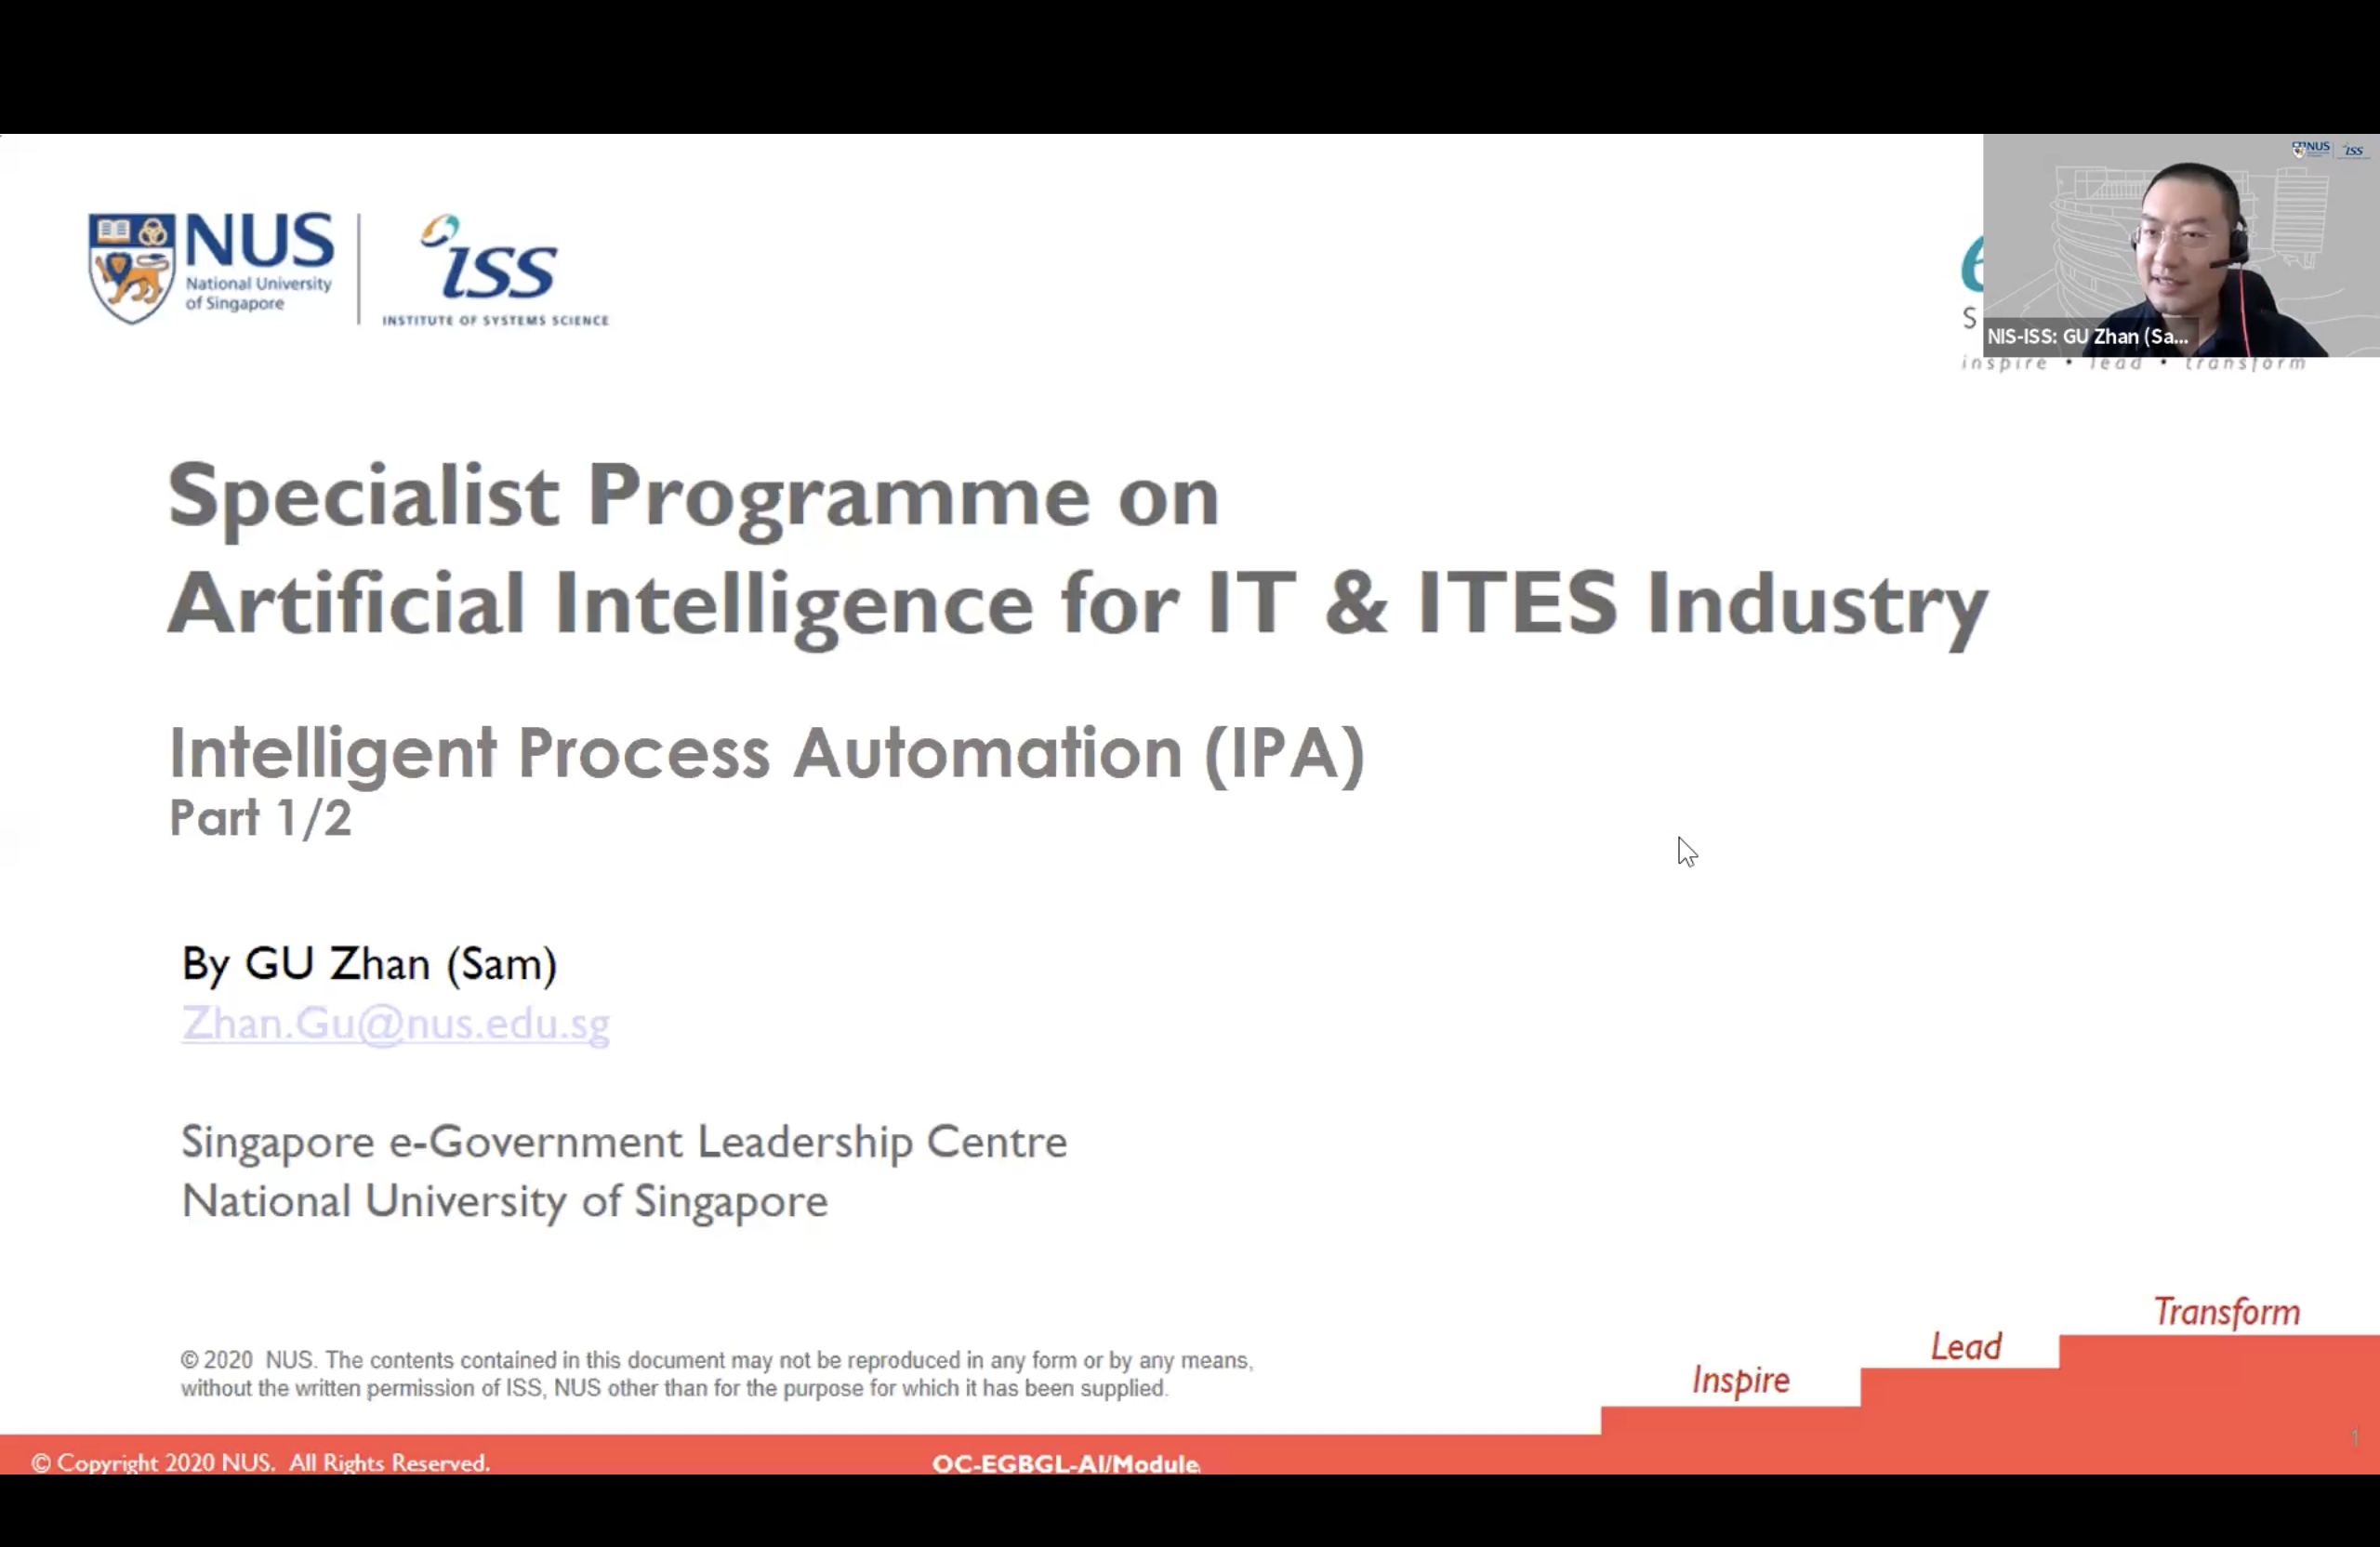 NUS
National University
of Singapore
iss
INSTITUTE OF SYSTEMS SCIENCE
NUS
iss
S
NIS-ISS: GU Zhan (Sa...
inspire • lead • transform
Specialist Programme on
Artificial Intelligence for IT & ITES Industry
Intelligent Process Automation (IPA)
Part 1/2
By GU Zhan (Sam)
Zhan.Gu@nus.edu.sg
Singapore e-Government Leadership Centre
National University of Singapore
Transform
Lead
Inspire
© 2020 NUS. The contents contained in this document may not be reproduced in any form or by any means,
without the written permission of ISS, NUS other than for the purpose for which it has been supplied.
1
© Copyright 2020 NUS. All Rights Reserved.
OC-EGBGL-AI/Module